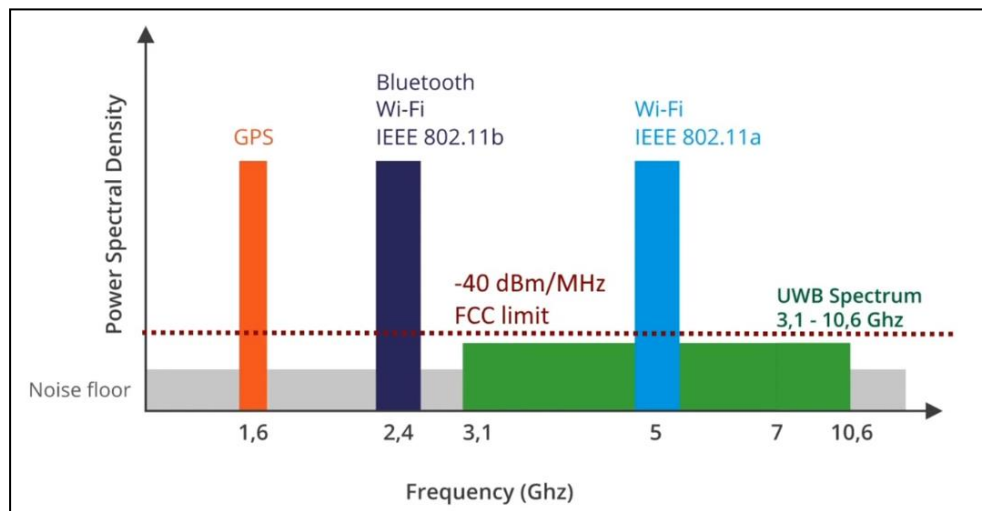 Power Spectral Density
GPS
Bluetooth
Wi-Fi
IEEE 802.11b
Wi-Fi
IEEE 802.11a
-40 dBm/MHz
FCC limit
UWB Spectrum
3,1 - 10,6 Ghz
Noise floor
1,6
2,4
3,1
5
7
10,6
Frequency (Ghz)